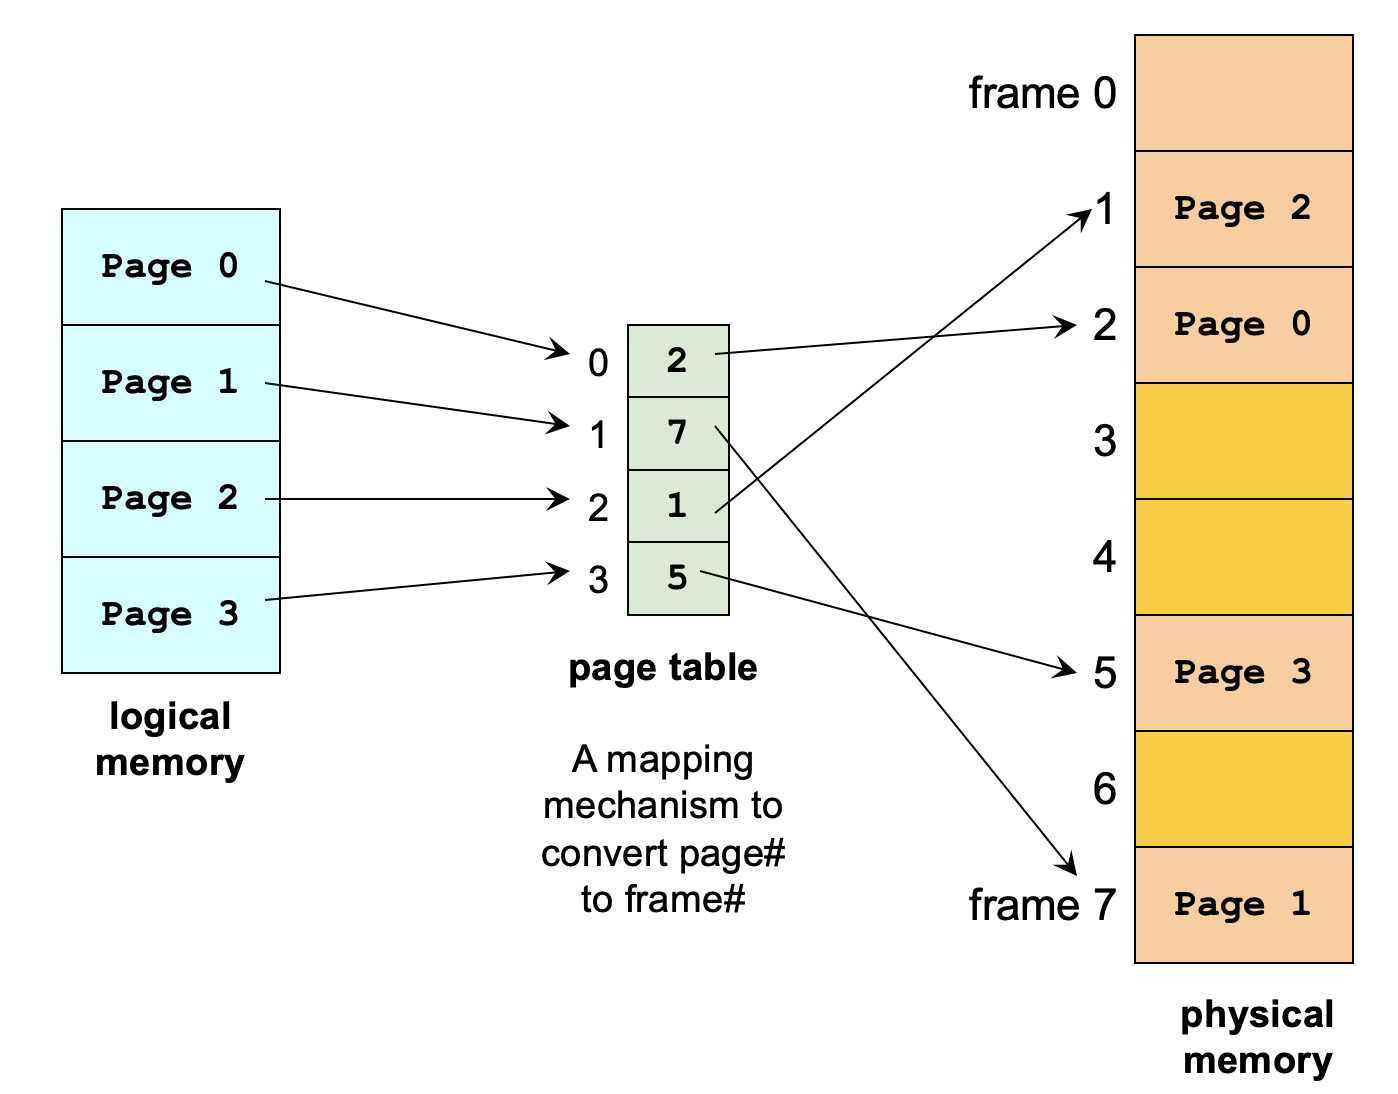 Page 0
Page 1
Page 2
Page 3
logical
memory
0 2
1 7
2 1
3 5
page table
A mapping
mechanism to
convert page#
to frame#
frame 0
1 Page 2
2 Page 0
3
4
5 Page 3
6
frame 7 Page 1
physical
memory